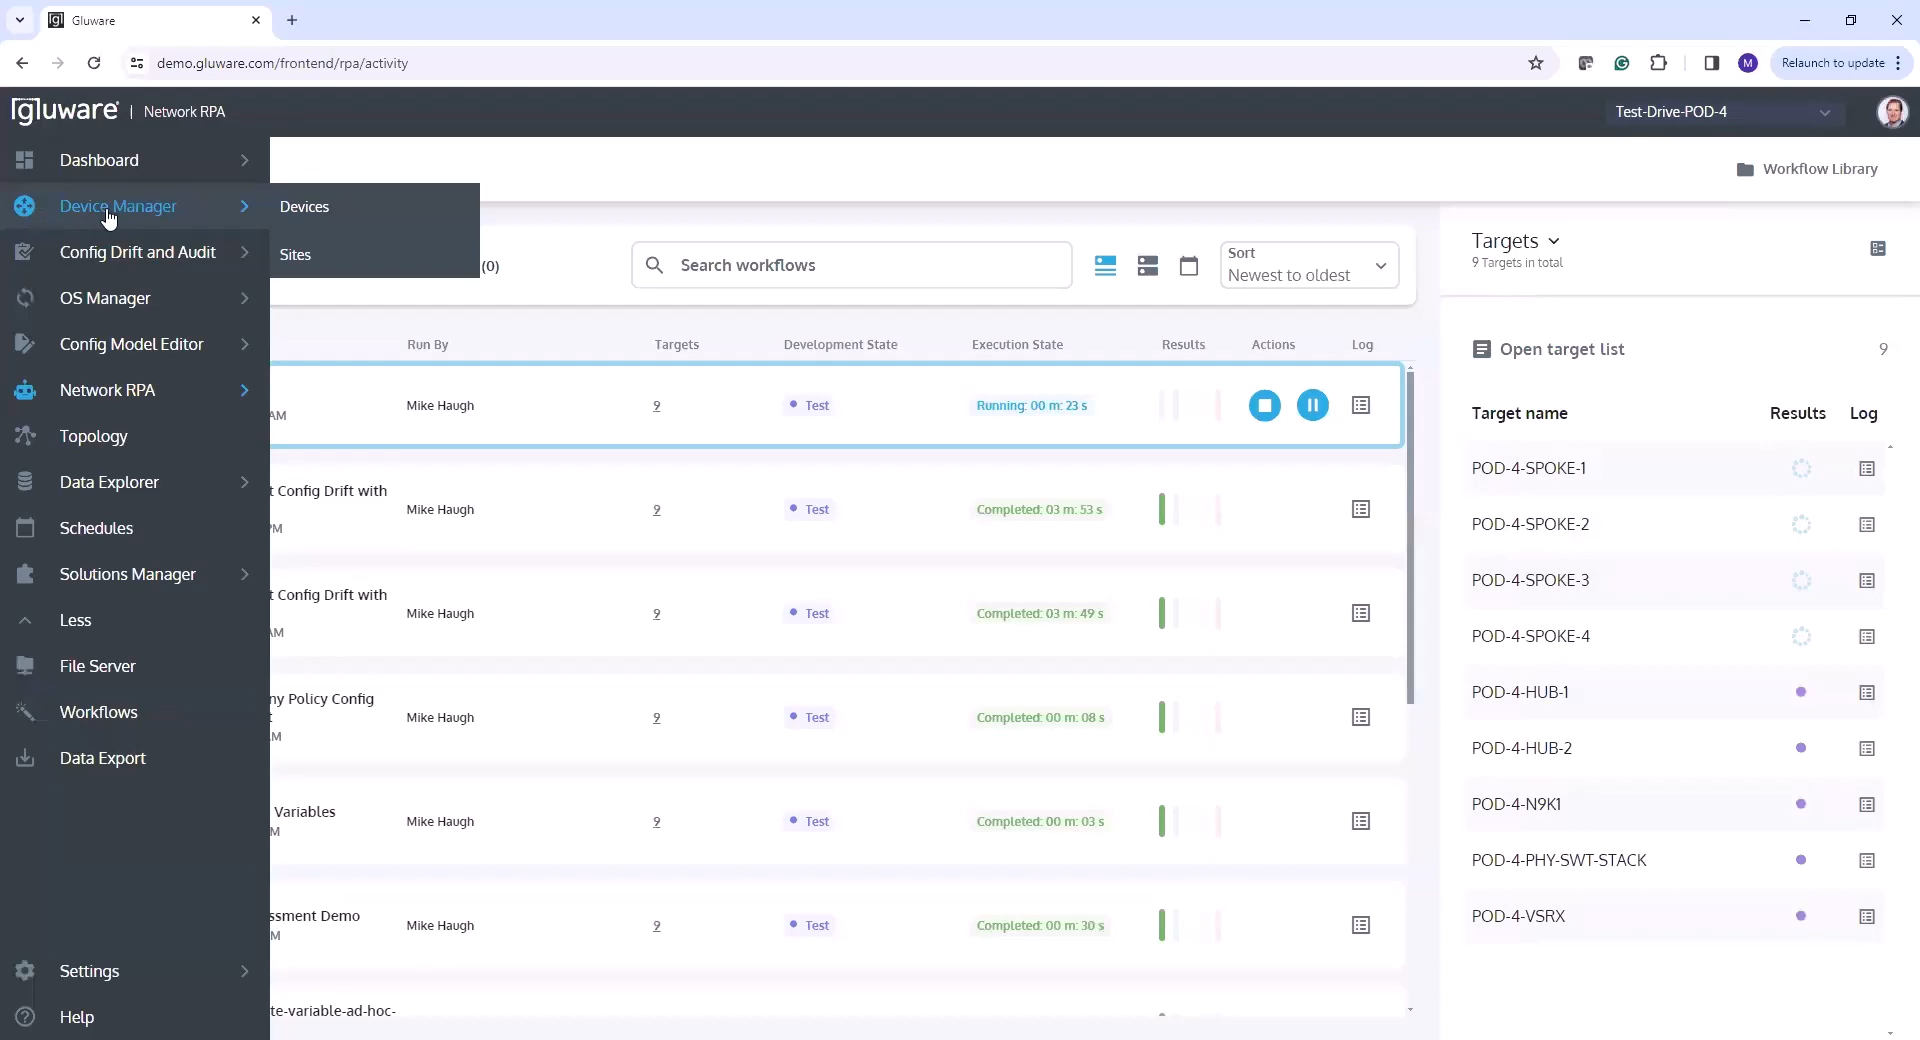 Gluware
demo.gluware.com/frontend/rpa/activity
M
Relaunch to update
[g]luware | Network RPA
Test-Drive-POD-4
Dashboard
Device Manager
Devices
Sites
Config Drift and Audit
OS Manager
Config Model Editor
Network RPA
Topology
Data Explorer
Schedules
Solutions Manager
Less
File Server
Workflows
Data Export
Settings
Help
Workflow Library
(0)
Search workflows
Sort
Newest to oldest
Run By Targets Development State Execution State Results Actions Log
AM
Mike Haugh 9 Test Running: 00 m: 23 s
t Config Drift with
PM
Mike Haugh 9 Test Completed: 03 m: 53 s
t Config Drift with
AM
Mike Haugh 9 Test Completed: 03 m: 49 s
ny Policy Config
t
AM
Mike Haugh 9 Test Completed: 00 m: 08 s
Variables
M
Mike Haugh 9 Test Completed: 00 m: 03 s
ssment Demo
M
Mike Haugh 9 Test Completed: 00 m: 30 s
te-variable-ad-hoc-
Targets
9 Targets in total
Open target list 9
Target name Results Log
POD-4-SPOKE-1
POD-4-SPOKE-2
POD-4-SPOKE-3
POD-4-SPOKE-4
POD-4-HUB-1
POD-4-HUB-2
POD-4-N9K1
POD-4-PHY-SWT-STACK
POD-4-VSRX